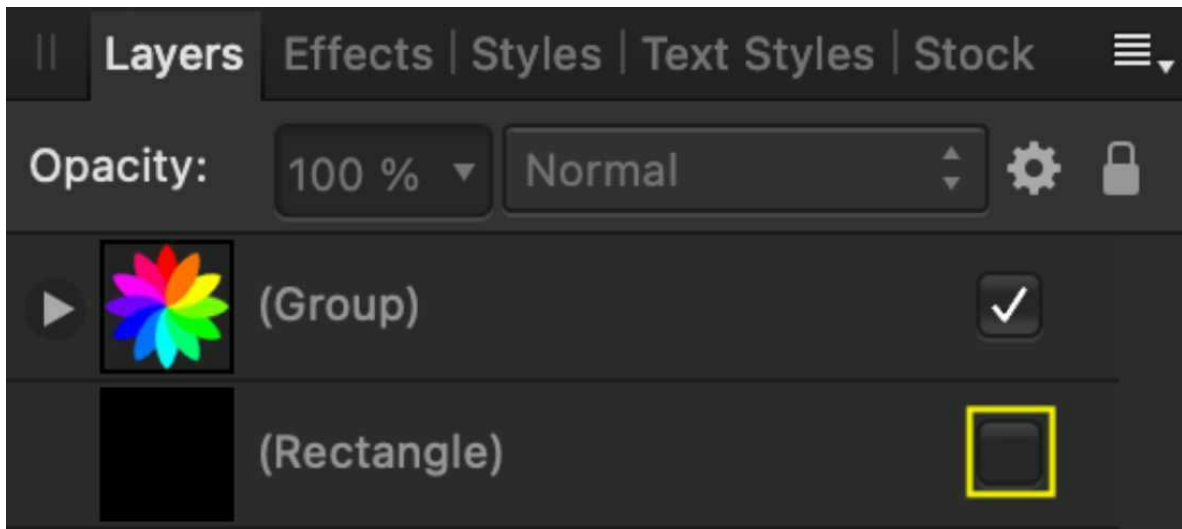 Layers Effects | Styles | Text Styles | Stock
Opacity: 100 % Normal
(Group)
(Rectangle)